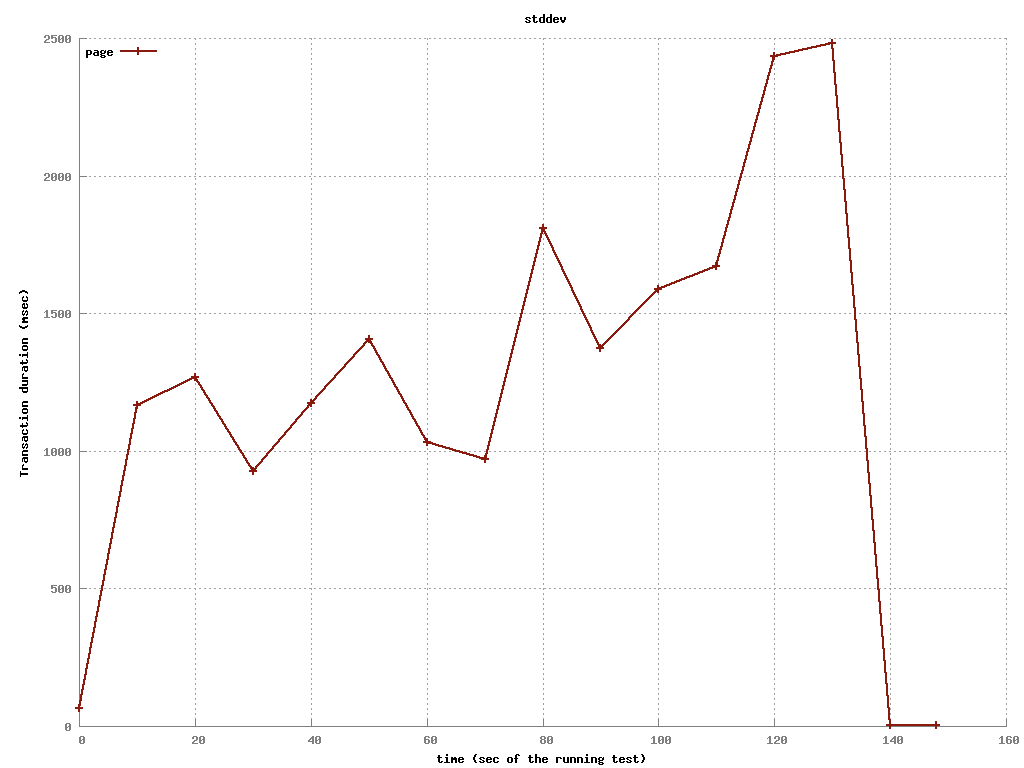 stddev
page
2500
2000
1500
1000
500
0
Transaction duration (msec)
0 20 40 60 80 100 120 140 160
time (sec of the running test)